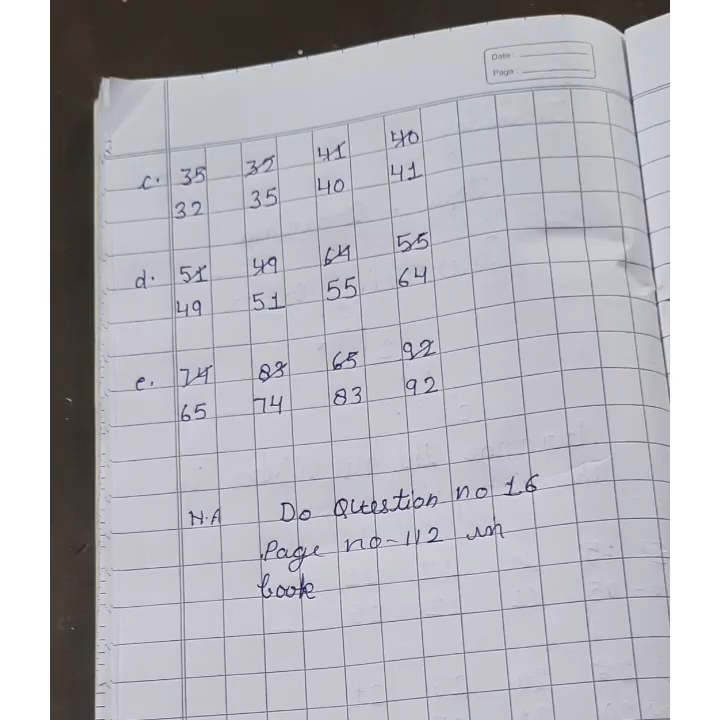 Date :
Page :
c. 35 32 41 40
32 35 40 41
d. 51 49 64 55
49 51 55 64
e. 74 83 65 92
65 74 83 92
H.A Do Question no 16
Page no-112 in
book